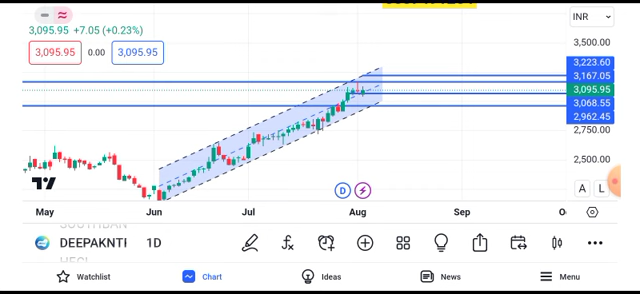 INR
3,095.95 +7.05 (+0.23%)
3,095.95 0.00 3,095.95
3,500.00
3,223.60
3,167.05
3,095.95
3,068.55
2,962.45
2,750.00
2,500.00
D
A L
May Jun Jul Aug Sep
DEEPAKNTI 1D
Watchlist Chart Ideas News Menu